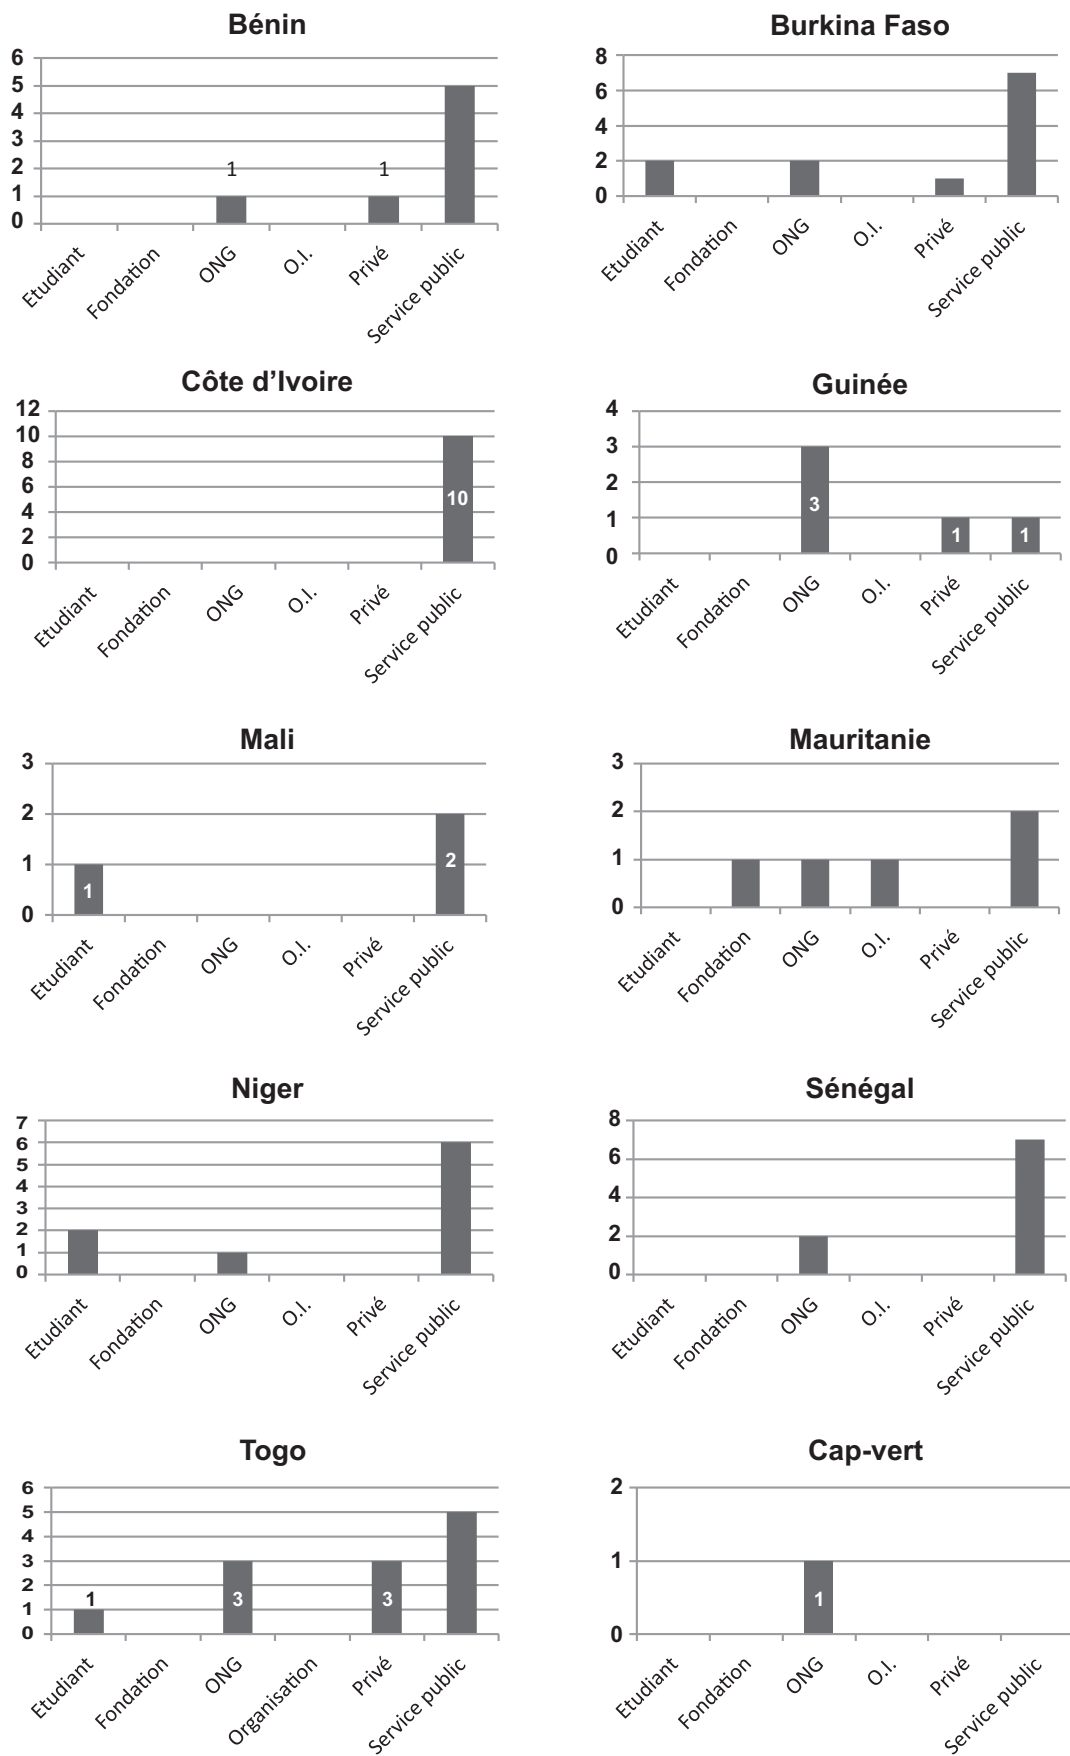 Bénin
6
5
4
3
2
1
0
1
1
Etudiant
Fondation
ONG
O.I.
Privé
Service public
Burkina Faso
8
6
4
2
0
Etudiant
Fondation
ONG
O.I.
Privé
Service public
Côte d’Ivoire
12
10
8
6
4
2
0
10
Etudiant
Fondation
ONG
O.I.
Privé
Service public
Guinée
4
3
2
1
0
3
1
1
Etudiant
Fondation
ONG
O.I.
Privé
Service public
Mali
3
2
1
0
1
2
Etudiant
Fondation
ONG
O.I.
Privé
Service public
Mauritanie
3
2
1
0
Etudiant
Fondation
ONG
O.I.
Privé
Service public
Niger
7
6
5
4
3
2
1
0
Etudiant
Fondation
ONG
O.I.
Privé
Service public
Sénégal
8
6
4
2
0
Etudiant
Fondation
ONG
O.I.
Privé
Service public
Togo
6
5
4
3
2
1
0
1
3
3
Etudiant
Fondation
ONG
Organisation
Privé
Service public
Cap-vert
2
1
0
1
Etudiant
Fondation
ONG
O.I.
Privé
Service public